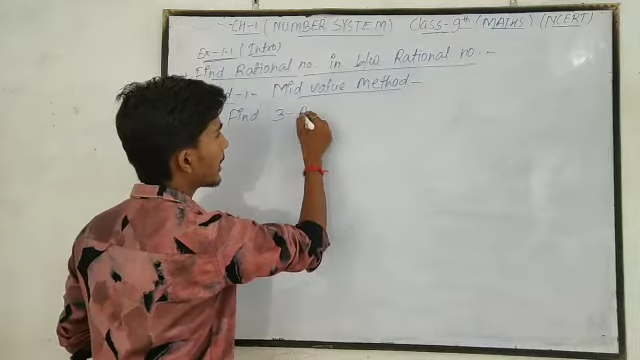 CH-1 (NUMBER SYSTEM) Class-9th (MATHS) (NCERT)
Ex-1.1 (Intro)
Find Rational no. in b/w Rational no.
-1- Mid value Method-
Find 3-